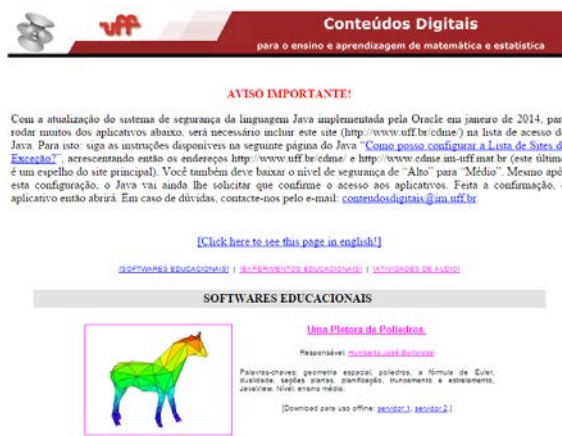 uff
Conteúdos Digitais
para o ensino e aprendizagem de matemática e estatística
AVISO IMPORTANTE!
Com a atualização do sistema de segurança da linguagem Java implementada pela Oracle em janeiro de 2014, par
rodar muitos dos aplicativos abaixo, será necessário incluir este site (http://www.uff.br/cdme/) na lista de acesso d
Java. Para isto: siga as instruções disponíveis na seguinte página do Java “Como posso configurar a Lista de Sites d
Exceção?”, acrescentando então os endereços http://www.uff.br/cdme/ e http://www.cdme.im-uff.mat.br (este último
é um espelho do site principal). Você também deve baixar o nível de segurança de “Alto” para “Médio”. Mesmo apó
esta configuração, o Java vai ainda lhe solicitar que confirme o acesso aos aplicativos. Feita a confirmação,
aplicativo então abrirá. Em caso de dúvidas, contacte-nos pelo e-mail: conteudosdigitais@im.uff.br.
[Click here to see this page in english!]
[SOFTWARES EDUCACIONAIS] | [EXPERIMENTOS EDUCACIONAIS] | [ATIVIDADES DE ÁUDIO]
SOFTWARES EDUCACIONAIS
Uma Pletora de Poliedros
Responsável: Humberto José Bortolossi
Palavras-chaves: geometria espacial, poliedros, a fórmula de Euler,
dualidade, seções planas, planificação, truncamento e estrelamento,
JavaView. Nível: ensino médio.
[Download para uso offline: servidor 1, servidor 2.]